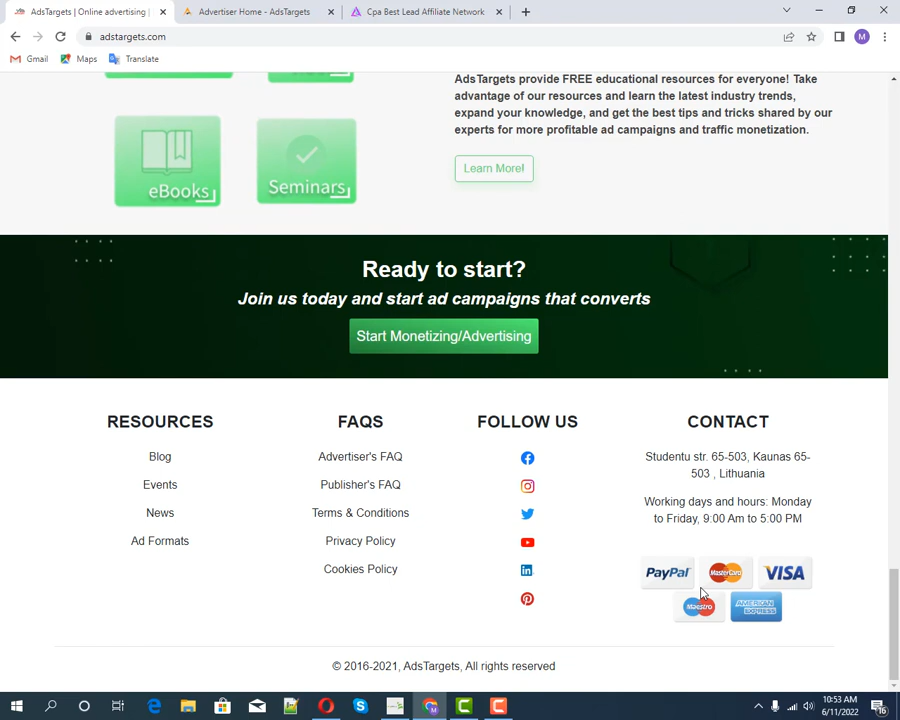 AdsTargets | Online advertising |
Advertiser Home - AdsTargets
Cpa Best Lead Affiliate Network
adstargets.com
M
Gmail
Maps
Translate
AdsTargets provide FREE educational resources for everyone! Take
advantage of our resources and learn the latest industry trends,
expand your knowledge, and get the best tips and tricks shared by our
experts for more profitable ad campaigns and traffic monetization.
Learn More!
eBooks
Seminars
Ready to start?
Join us today and start ad campaigns that converts
Start Monetizing/Advertising
RESOURCES
Blog
Events
News
Ad Formats
FAQS
Advertiser's FAQ
Publisher's FAQ
Terms & Conditions
Privacy Policy
Cookies Policy
FOLLOW US
CONTACT
Studentu str. 65-503, Kaunas 65-
503 , Lithuania
Working days and hours: Monday
to Friday, 9:00 Am to 5:00 PM
PayPal
MasterCard
VISA
Maestro
AMERICAN
EXPRESS
© 2016-2021, AdsTargets, All rights reserved
10:53 AM
6/11/2022
16